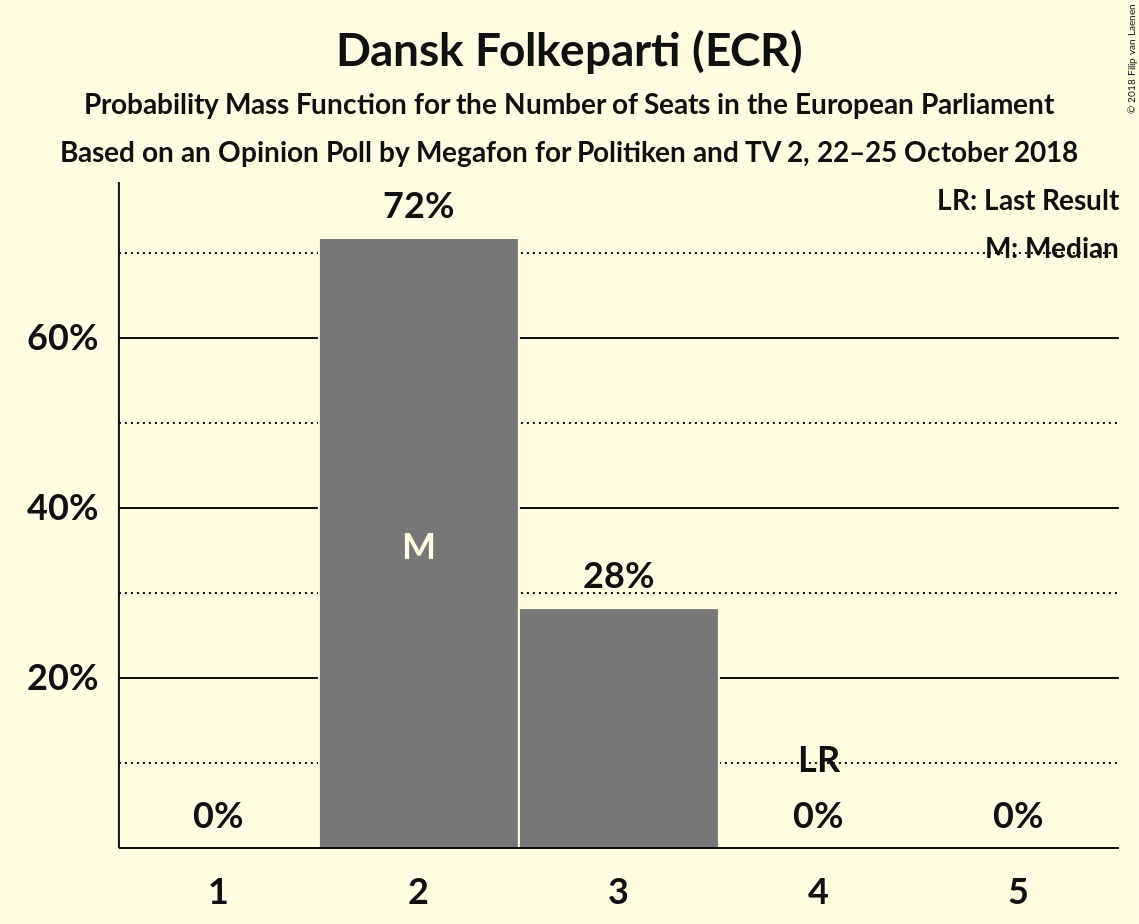 Dansk Folkeparti (ECR)
Probability Mass Function for the Number of Seats in the European Parliament
Based on an Opinion Poll by Megafon for Politiken and TV 2, 22–25 October 2018
© 2018 Filip van Laenen
LR: Last Result
M: Median
72%
60%
40%
M
28%
20%
LR
0%
0%
0%
1
2
3
4
5